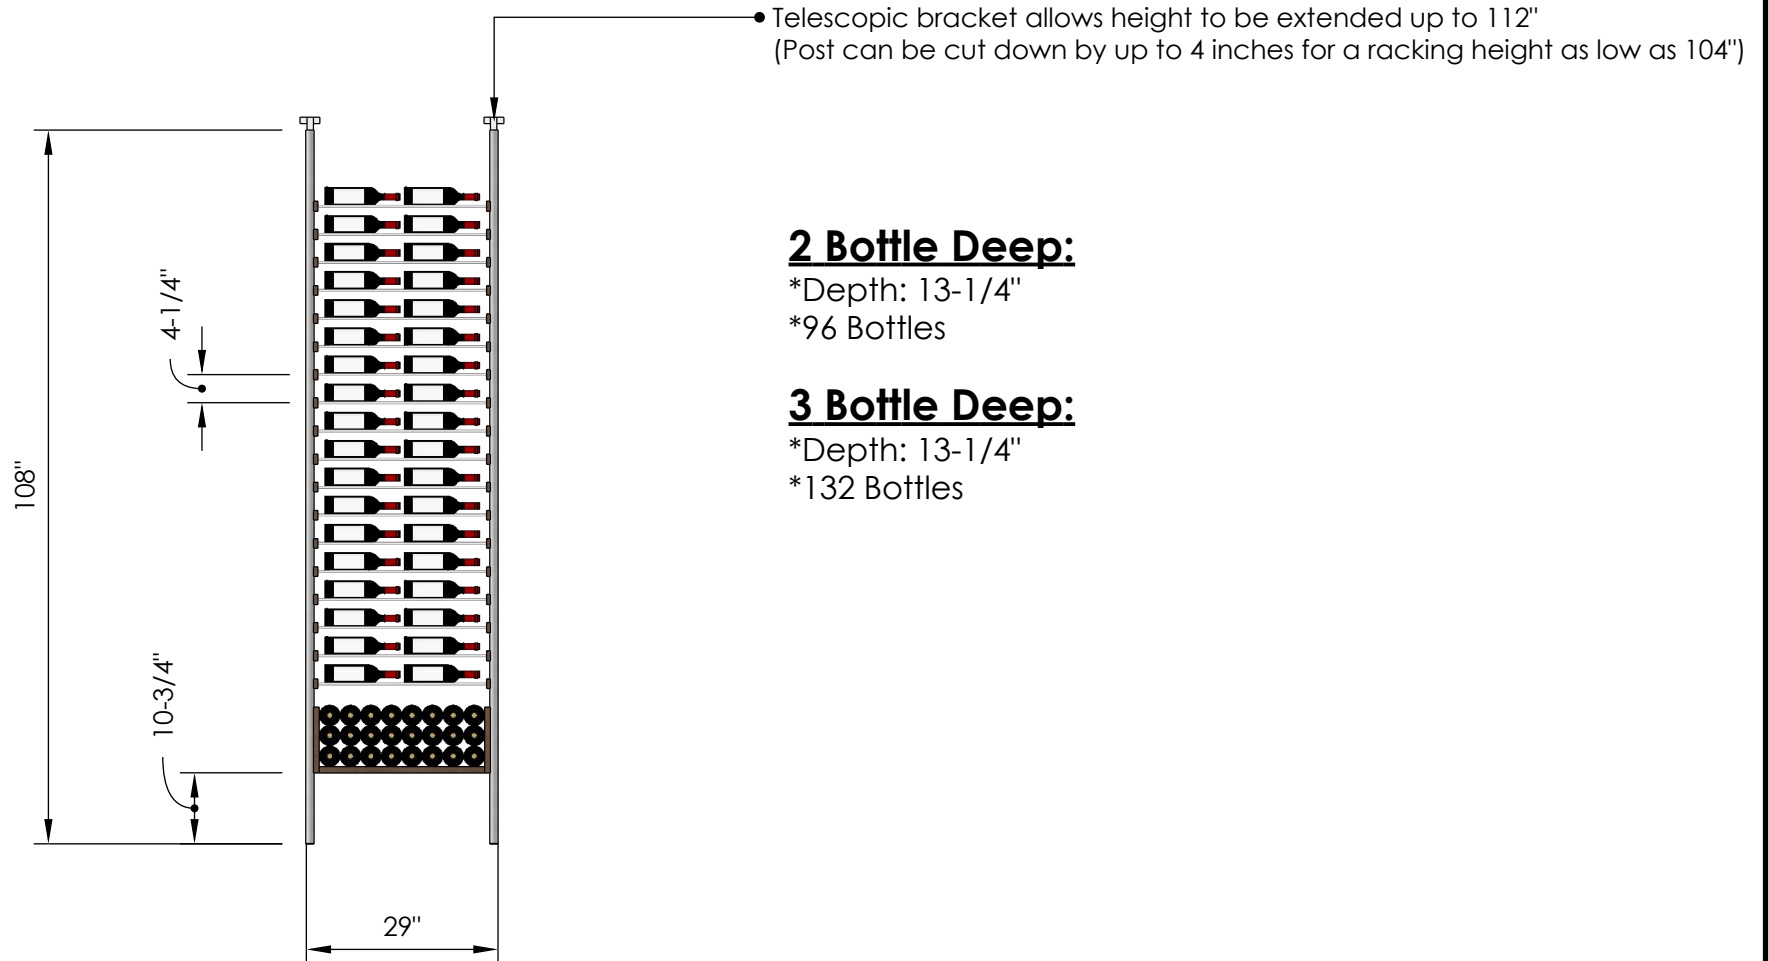 Telescopic bracket allows height to be extended up to 112"
(Post can be cut down by up to 4 inches for a racking height as low as 104")
2 Bottle Deep:
*Depth: 13-1/4"
*96 Bottles
3 Bottle Deep:
*Depth: 13-1/4"
*132 Bottles
4-1/4"
108"
10-3/4"
29"